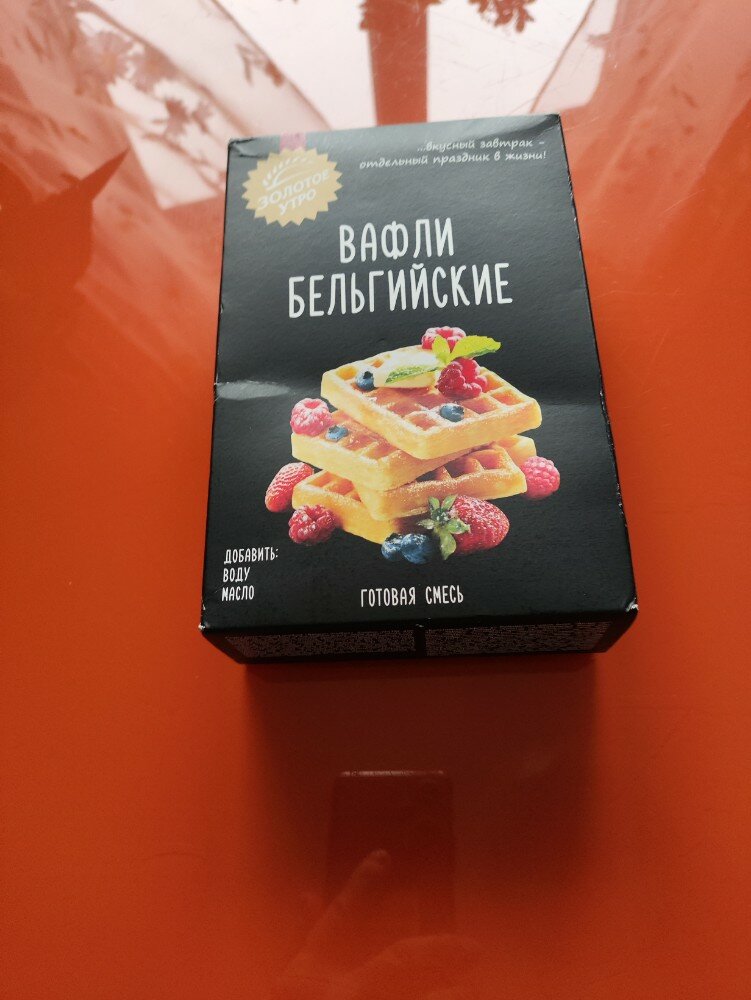 ...вкусный завтрак -
отдельный праздник в жизни!
ЗОЛОТОЕ
УТРО
ВАФЛИ
БЕЛЬГИЙСКИЕ
ДОБАВИТЬ:
ВОДУ
МАСЛО
ГОТОВАЯ СМЕСЬ